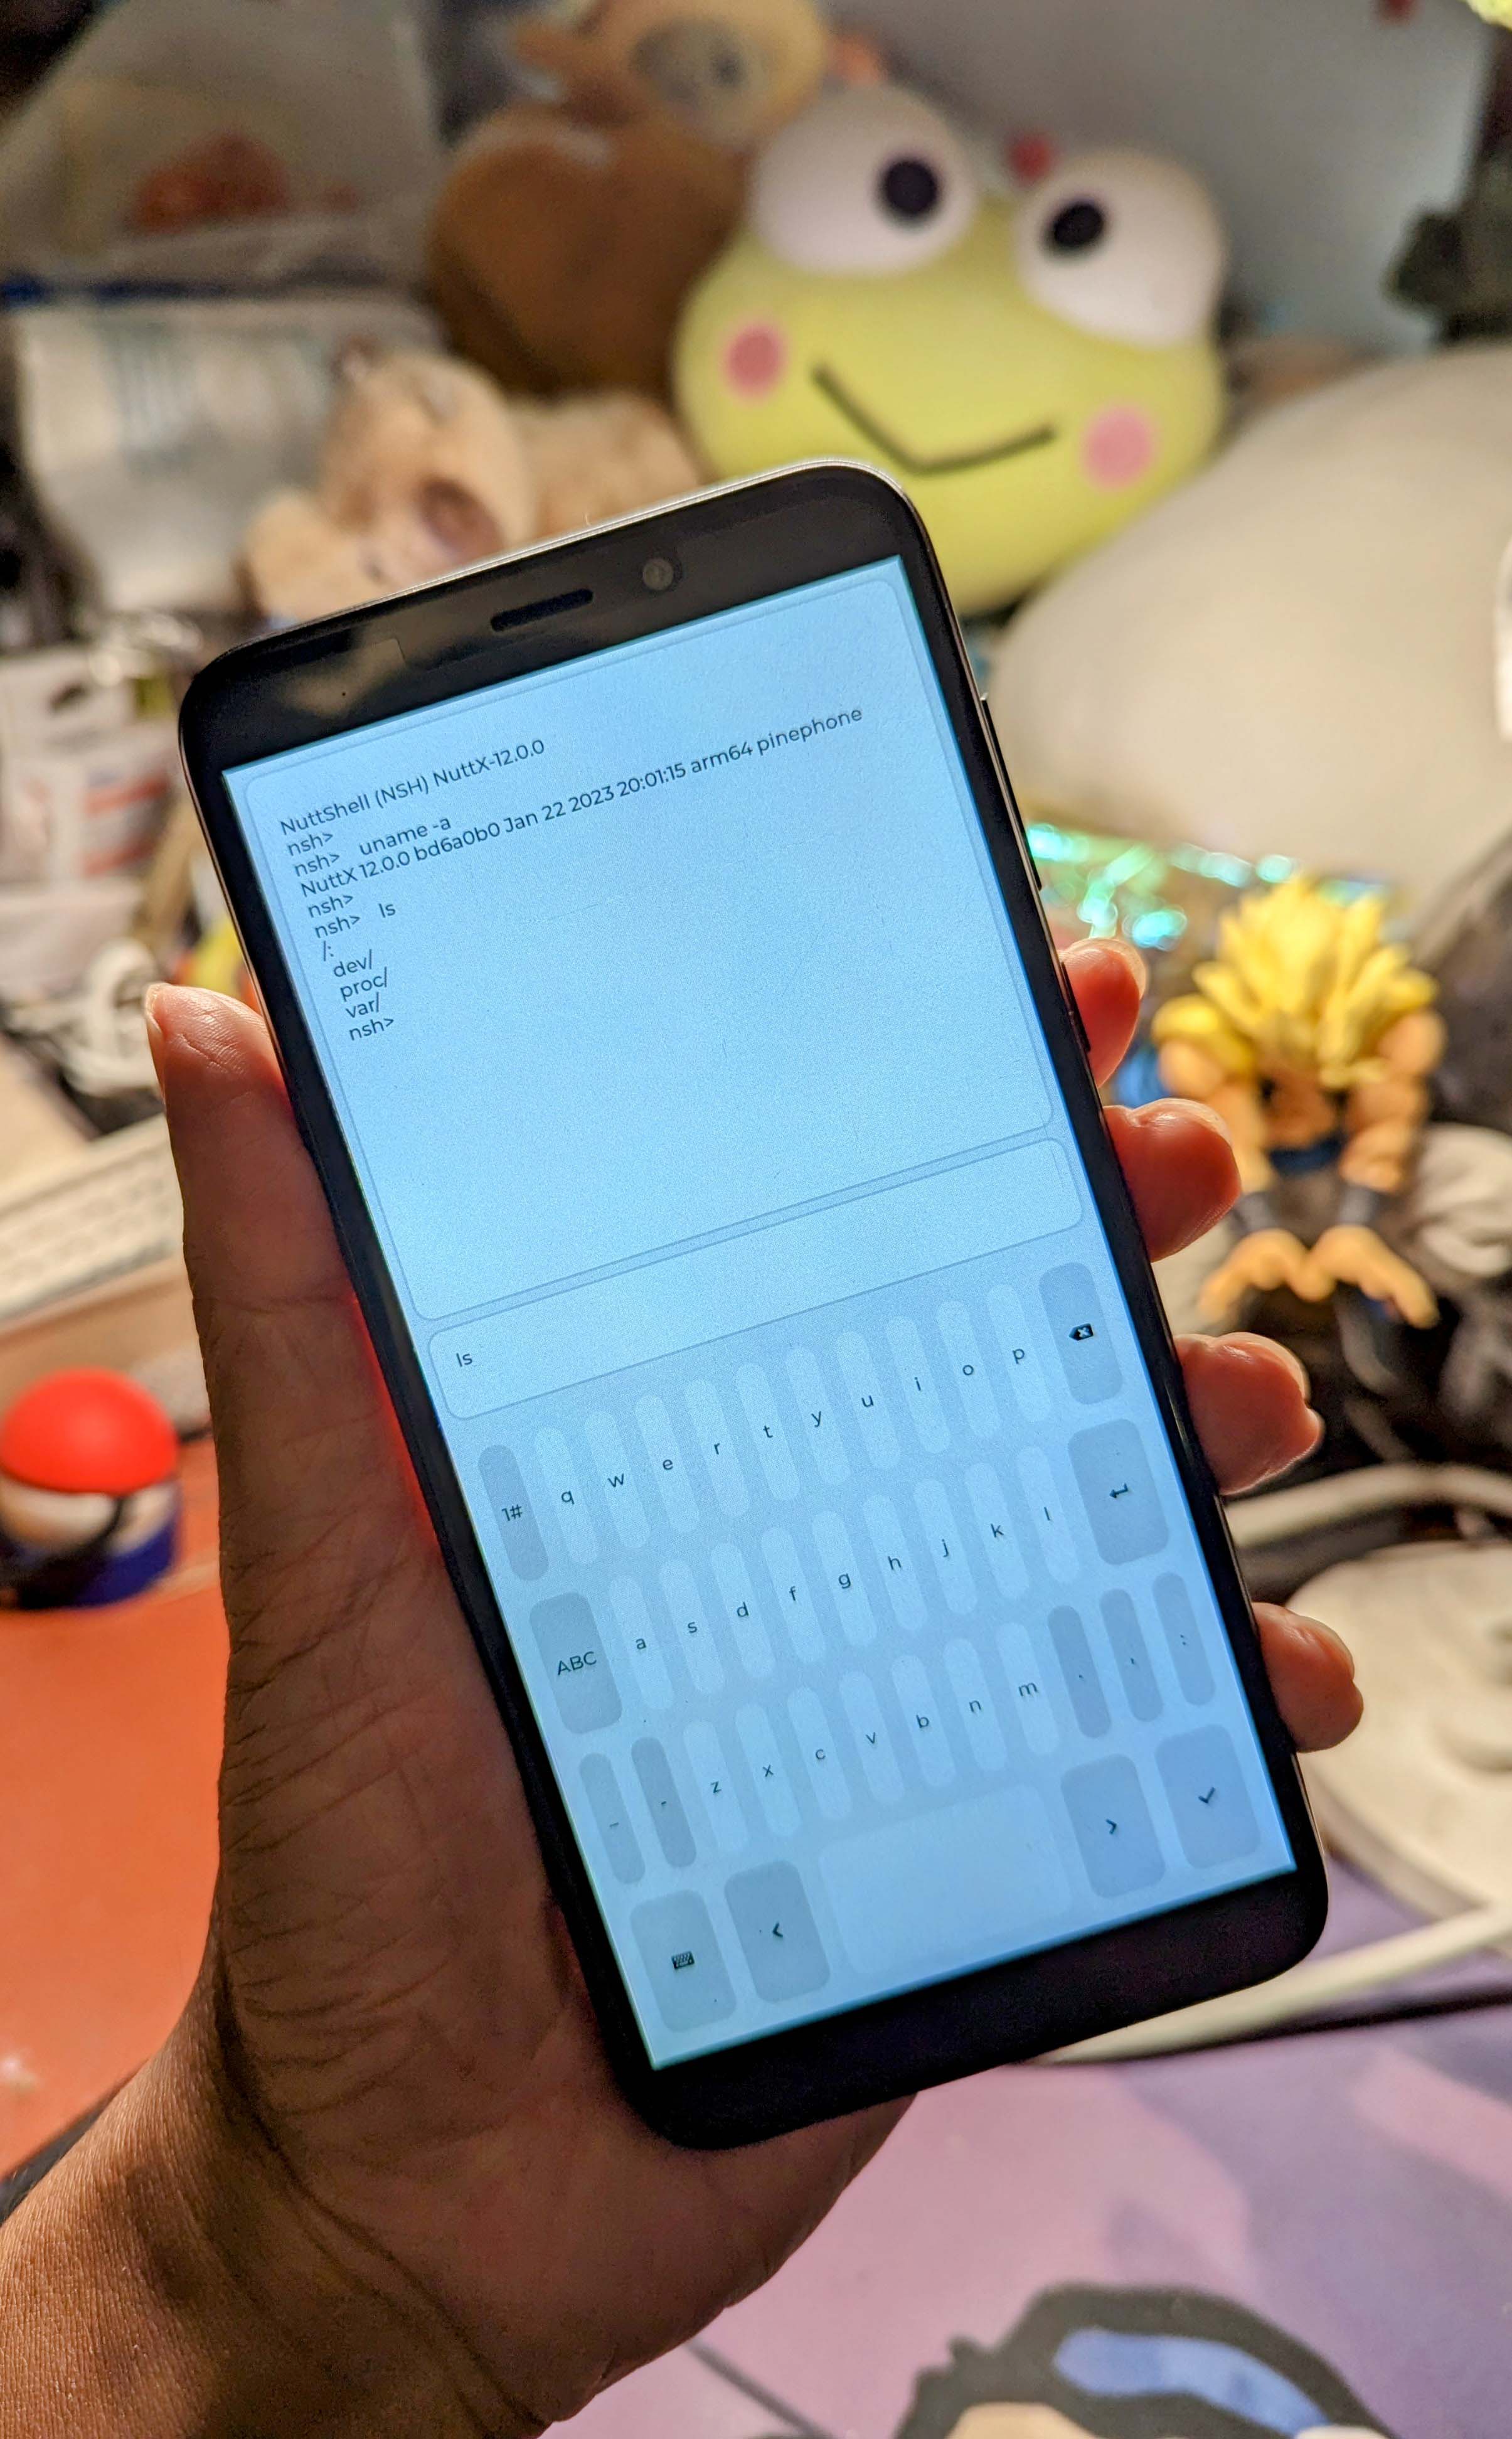 NuttShell (NSH) NuttX-12.0.0
nsh>
nsh> uname -a
NuttX 12.0.0 bd6a0b0 Jan 22 2023 20:01:15 arm64 pinephone
nsh>
nsh> ls
/:
dev/
proc/
var/
nsh>
ls
1# q w e r t y u i o p
ABC a s d f g h j k l
_ - z x c v b n m . , :